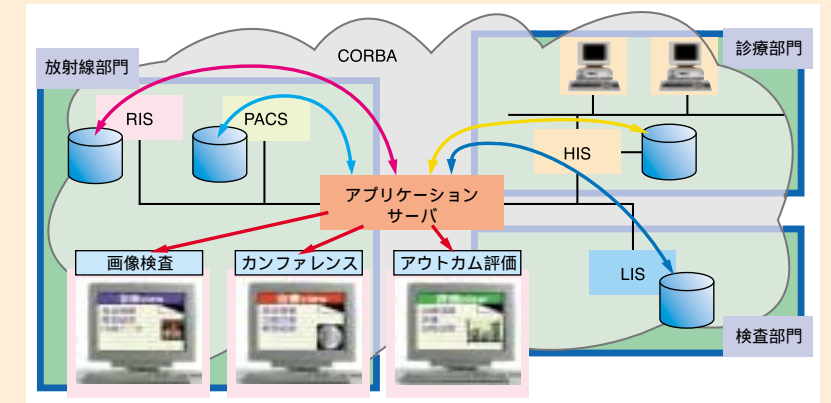 CORBA
放射線部門
診療部門
RIS
PACS
HIS
アプリケーション
サーバ
画像検査
カンファレンス
アウトカム評価
LIS
検査部門